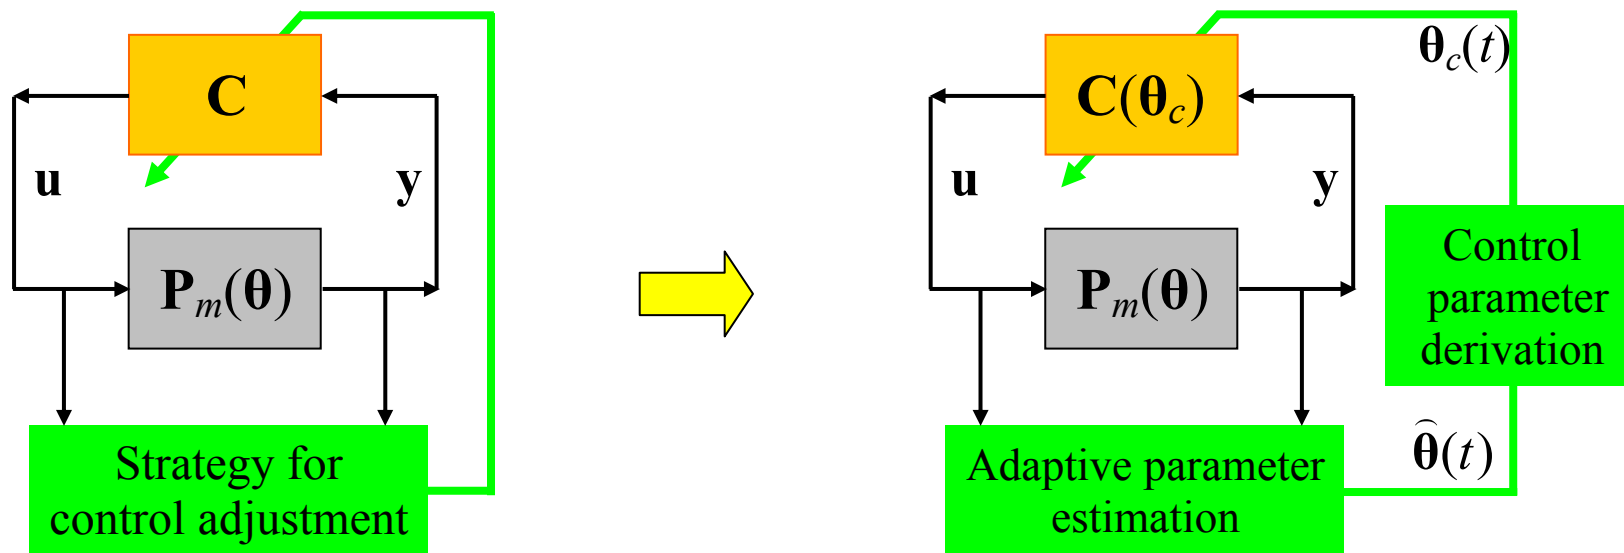 C
u
y
P_m(θ)
Strategy for
control adjustment
C(θ_c)
θ_c(t)
u
y
P_m(θ)
Control
parameter
derivation
θ̂(t)
Adaptive parameter
estimation